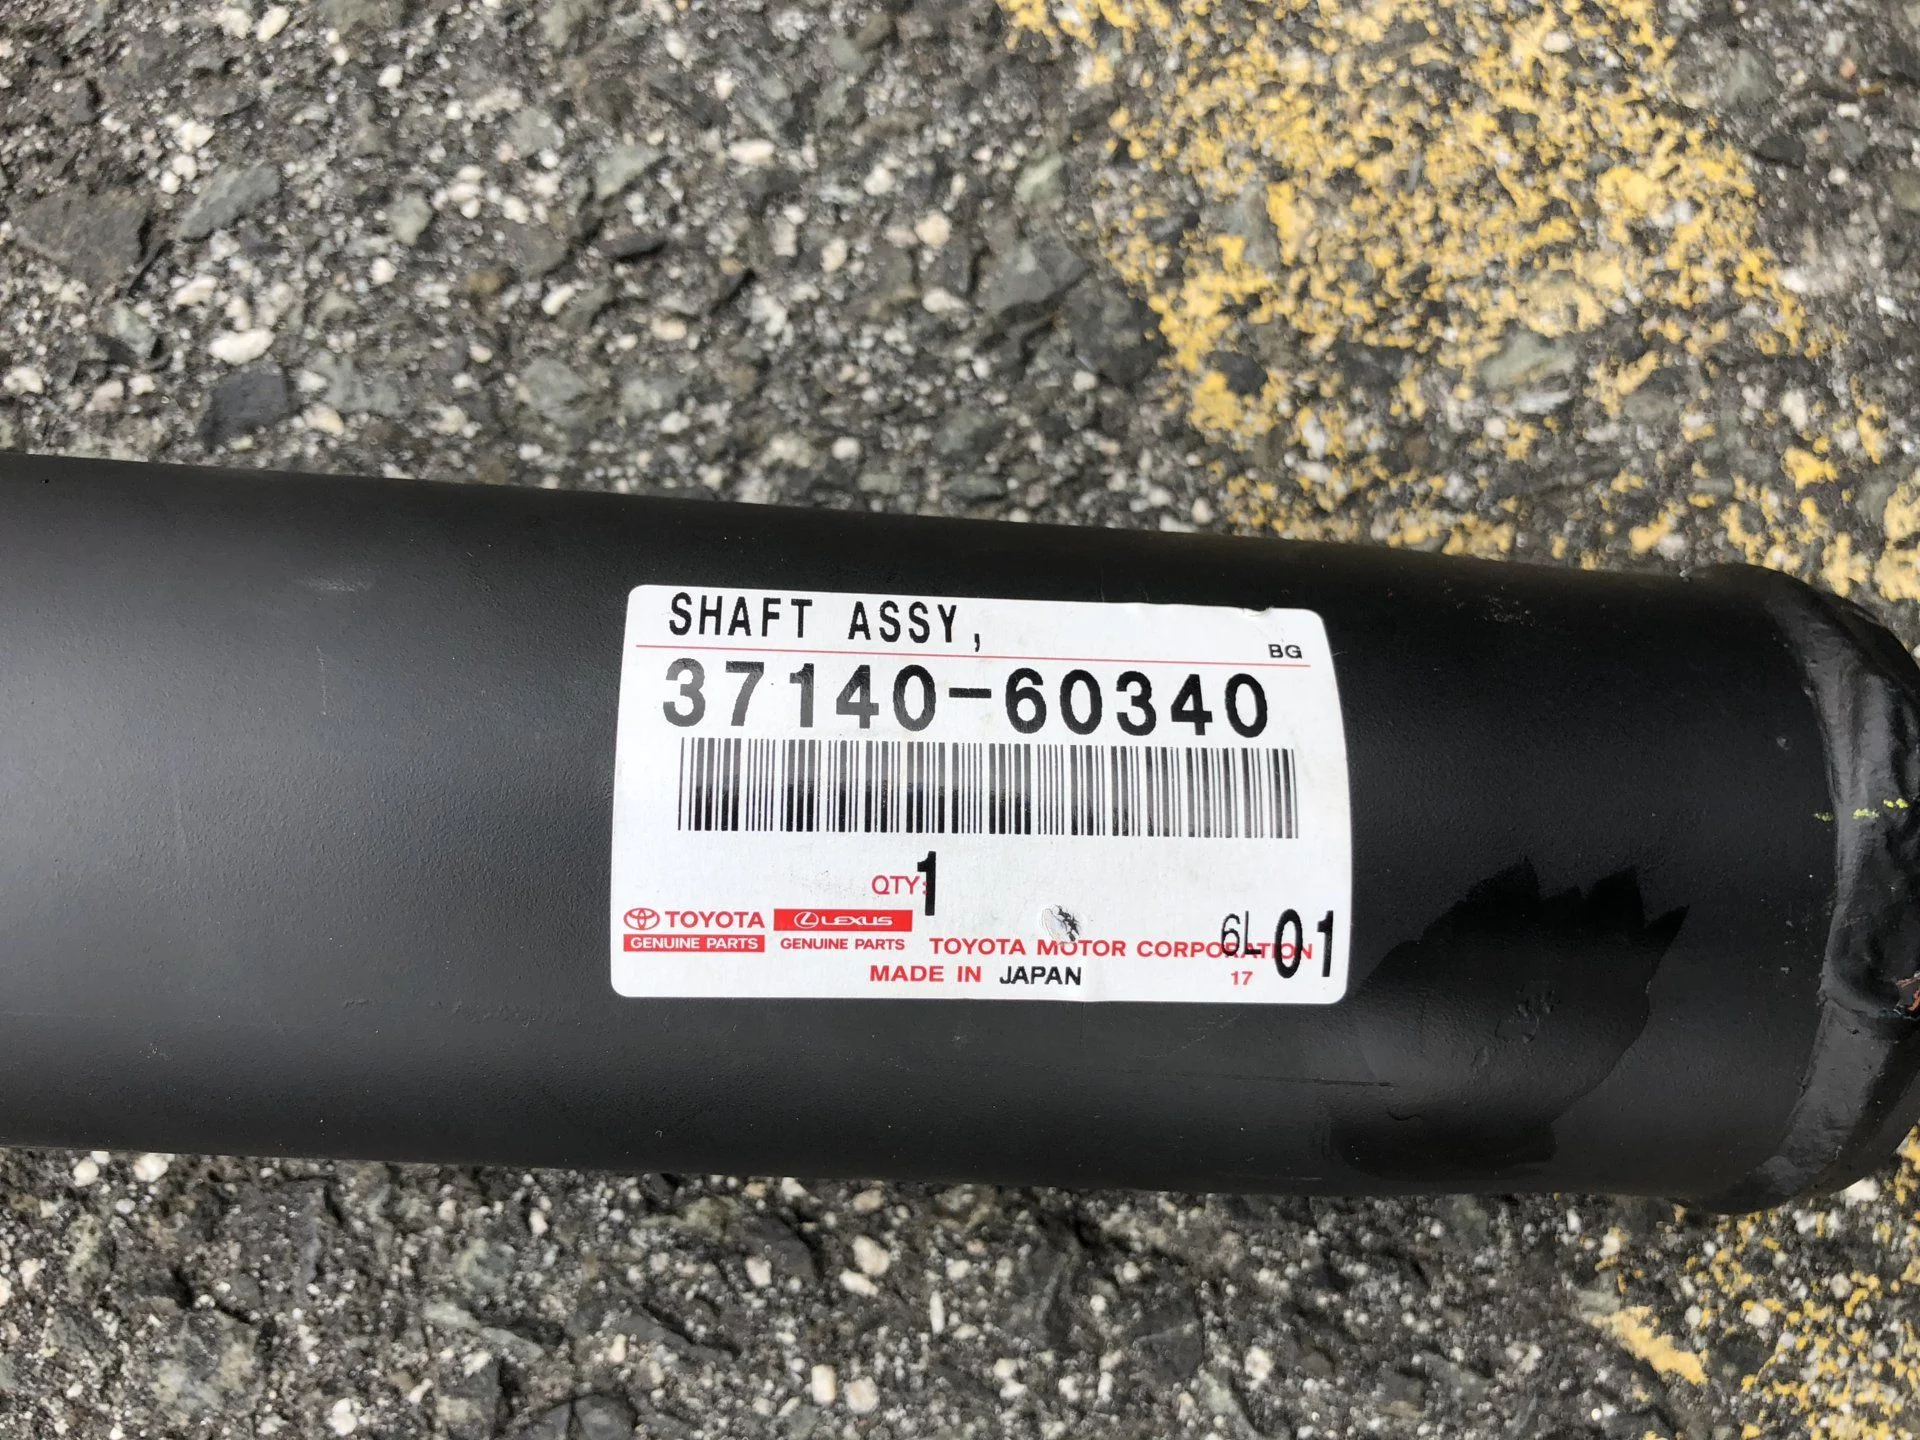 SHAFT ASSY,
BG
37140-60340
QTY: 1
TOYOTA
GENUINE PARTS
LEXUS
GENUINE PARTS
TOYOTA MOTOR CORPORATION
6L-01
MADE IN JAPAN
17